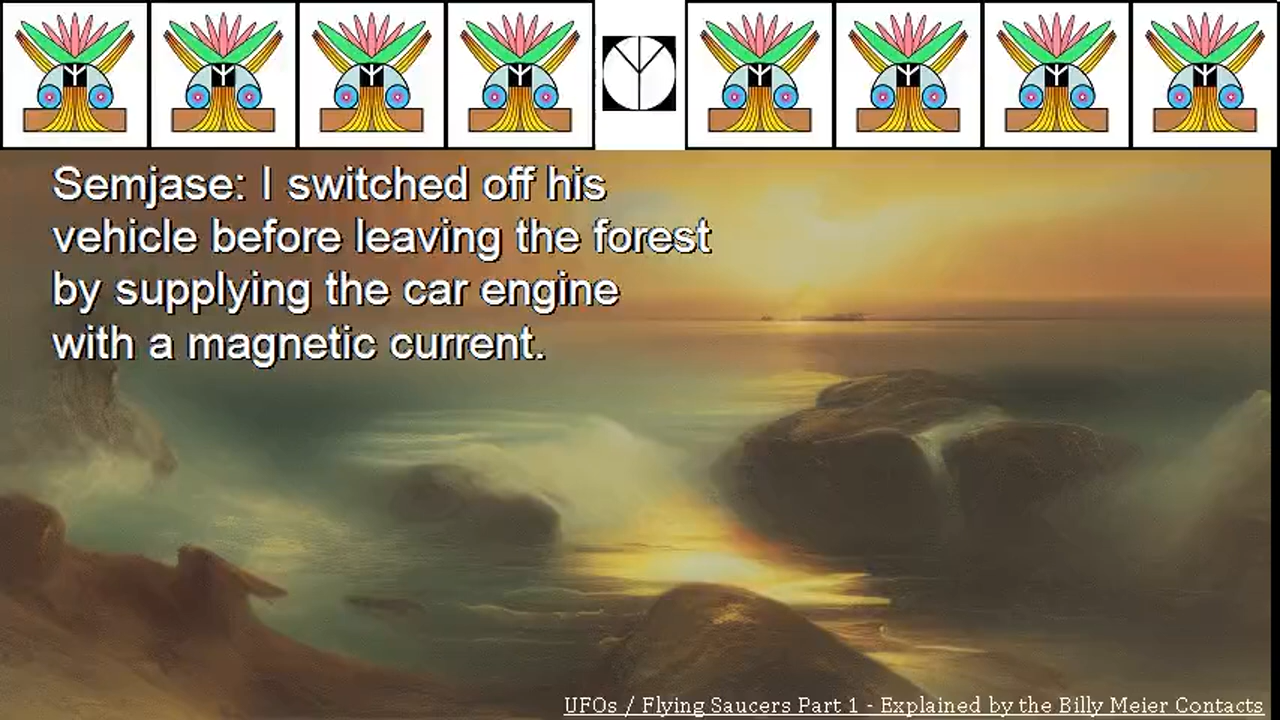 Semjase: I switched off his
vehicle before leaving the forest
by supplying the car engine
with a magnetic current.
UFOs / Flying Saucers Part 1 - Explained by the Billy Meier Contacts